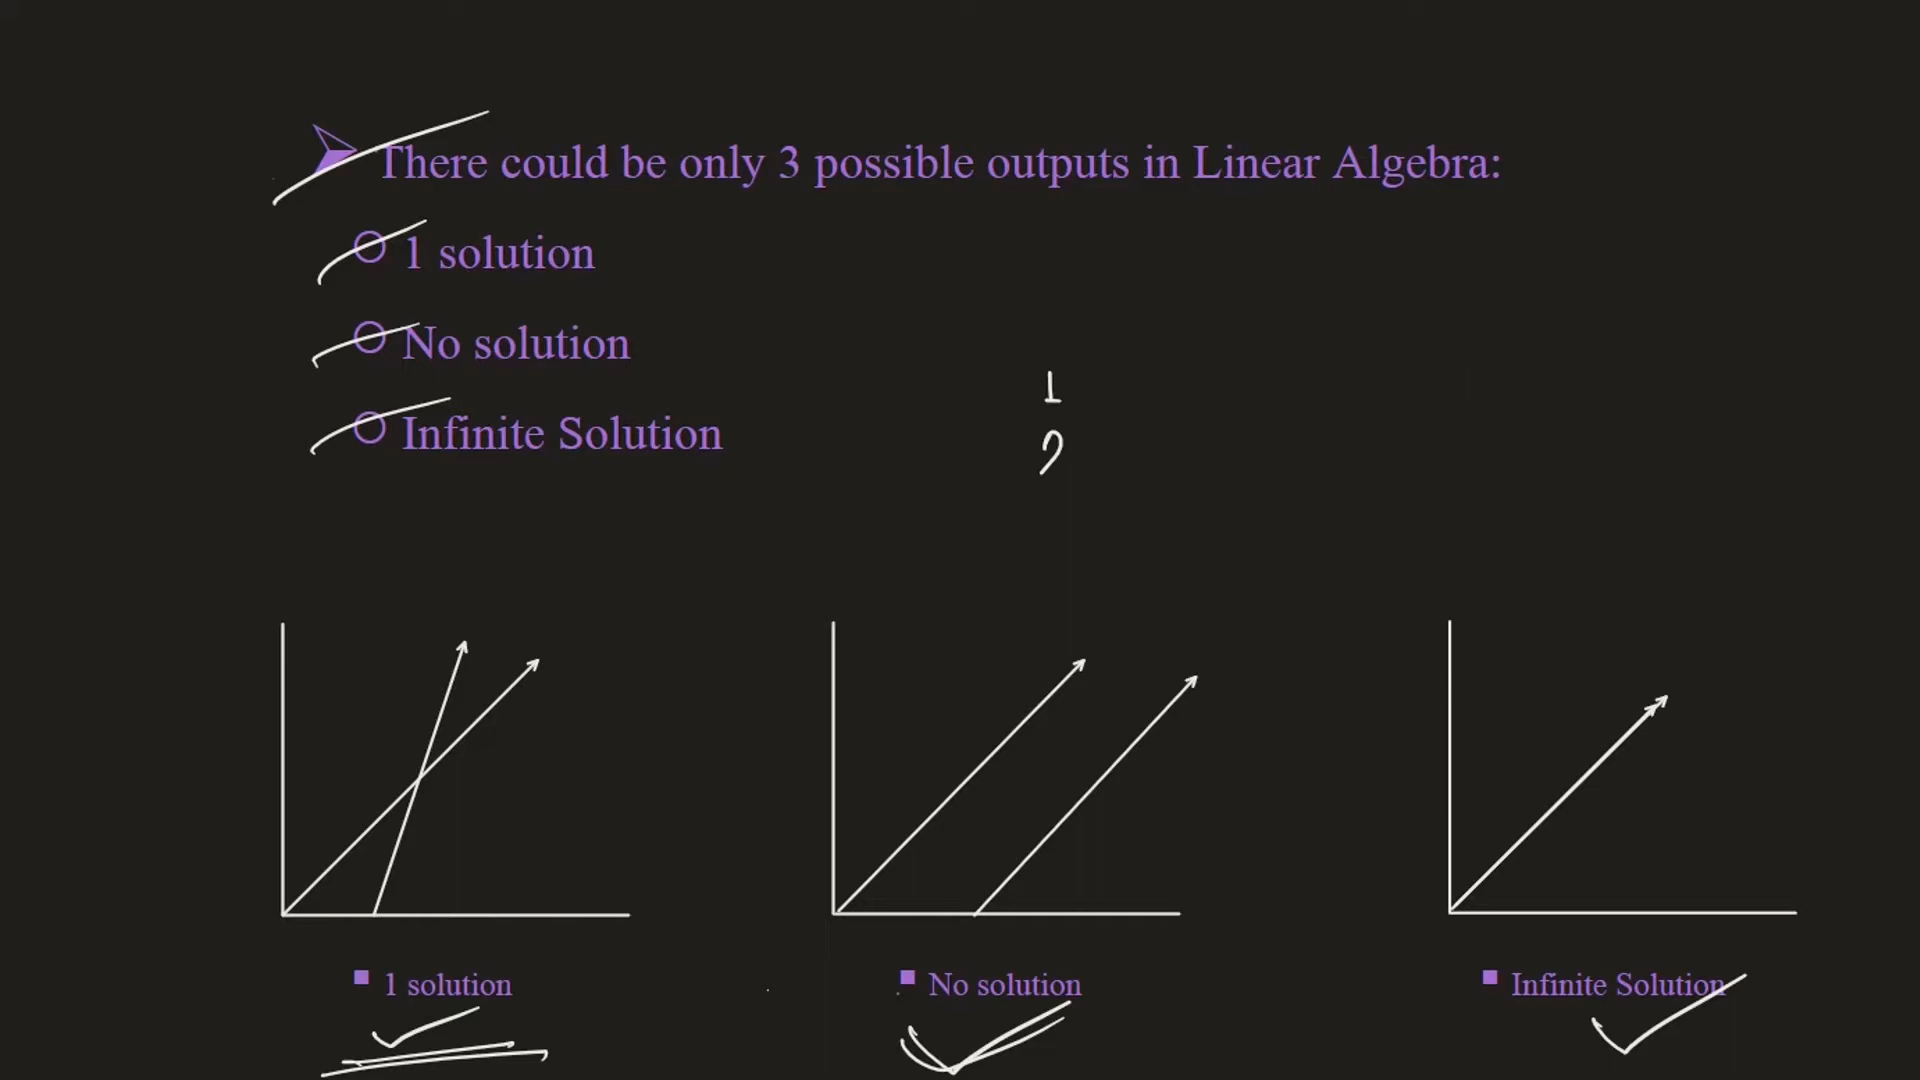 There could be only 3 possible outputs in Linear Algebra:
1 solution
No solution
Infinite Solution
1
2
1 solution
No solution
Infinite Solution